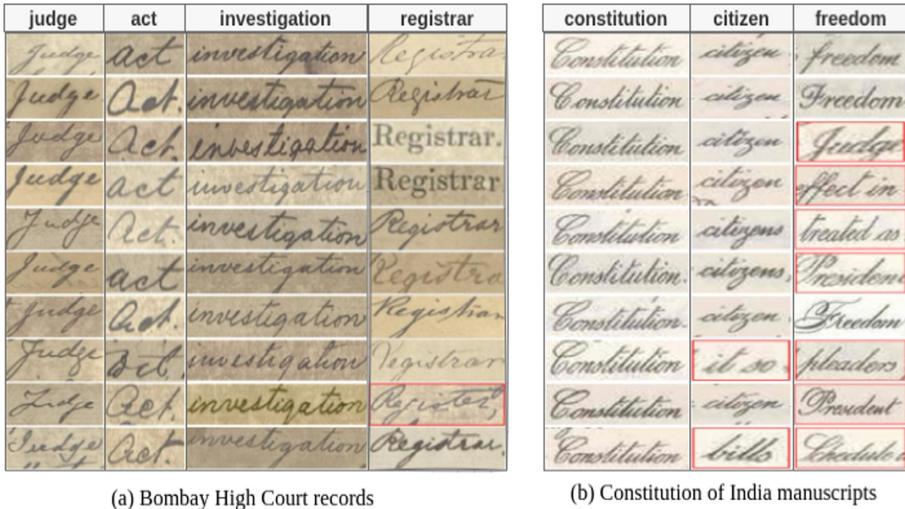 judge act investigation registrar constitution citizen freedom
Judge act investigation Registra Constitution citizen freedom
Judge Act. investigation Registrar Constitution citizen Freedom
Judge Act. investigation Registrar. Constitution citizen Judge
Judge act investigation Registrar Constitution citizen effect in
Judge Act. investigation Registrar Constitution citizens treated as
Judge act investigation Registra Constitution citizens, Presiden
Judge Act. investigation Registrar Constitution citizen Freedom
Judge Act. investigation registrar Constitution it so pleaders,
Judge Act. investigation Register, Constitution citizen President
Judge Act. investigation Registrar. Constitution bills Schedule
(a) Bombay High Court records (b) Constitution of India manuscripts